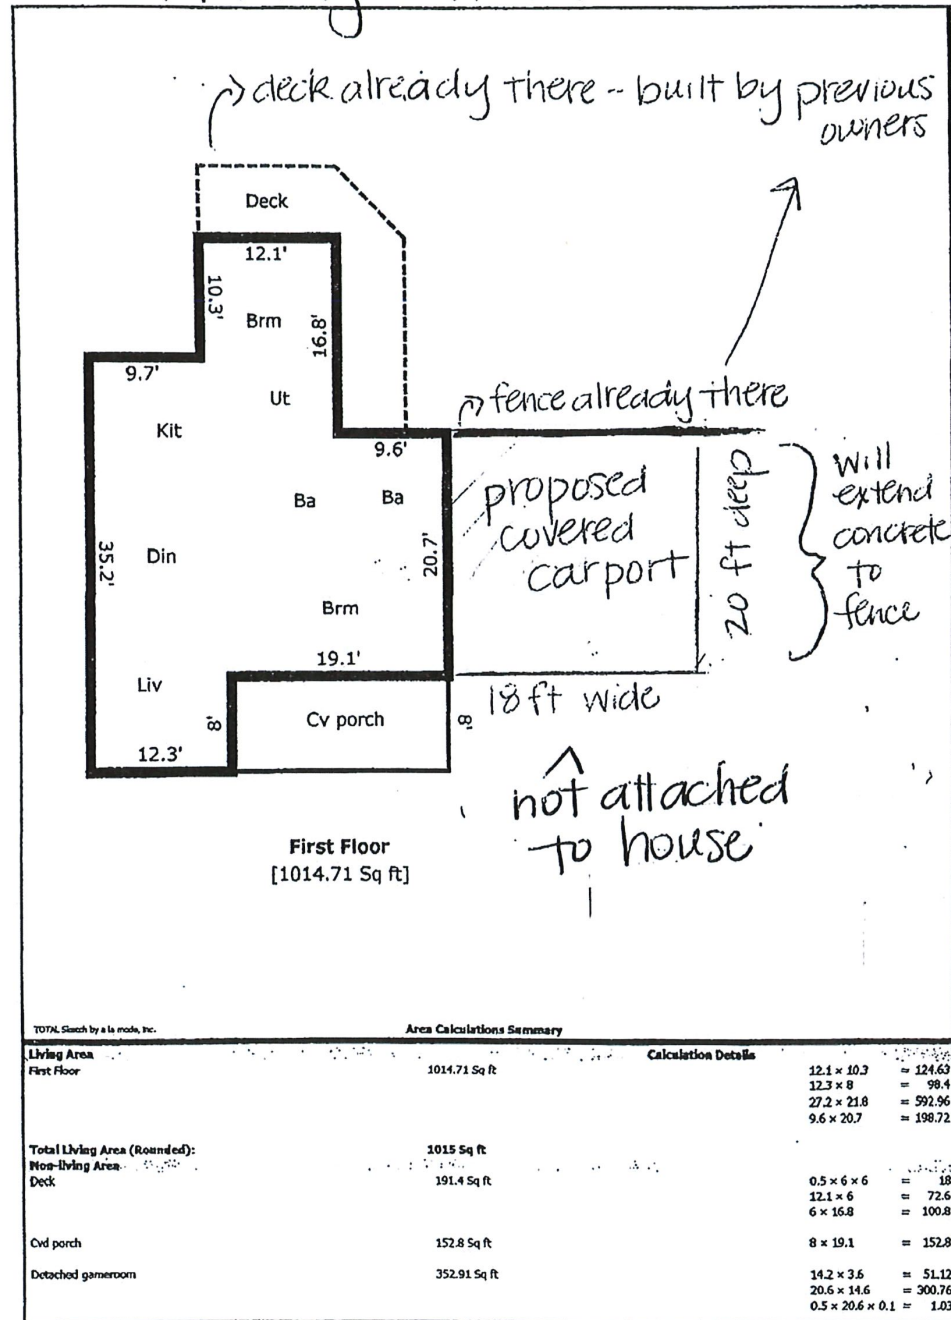 deck already there -- built by previous
owners
Deck
12.1'
10.3'
Brm
16.8'
9.7'
Ut
fence already there
Kit
9.6'
Ba
Ba
proposed
covered
carport
20 ft deep
will
extend
concrete
to
fence
35.2'
Din
20.7'
Brm
19.1'
Liv
8'
Cv porch
8'
18 ft wide
12.3'
^
not attached
to house
First Floor
[1014.71 Sq ft]
TOTAL Sketch by a la mode, inc.
Area Calculations Summary
Living Area Calculation Details
First Floor 1014.71 Sq ft 12.1 × 10.3 = 124.63
12.3 × 8 = 98.4
27.2 × 21.8 = 592.96
9.6 × 20.7 = 198.72
Total Living Area (Rounded): 1015 Sq ft
Non-living Area
Deck 191.4 Sq ft 0.5 × 6 × 6 = 18
12.1 × 6 = 72.6
6 × 16.8 = 100.8
Cvd porch 152.8 Sq ft 8 × 19.1 = 152.8
Detached gameroom 352.91 Sq ft 14.2 × 3.6 = 51.12
20.6 × 14.6 = 300.76
0.5 × 20.6 × 0.1 = 1.03